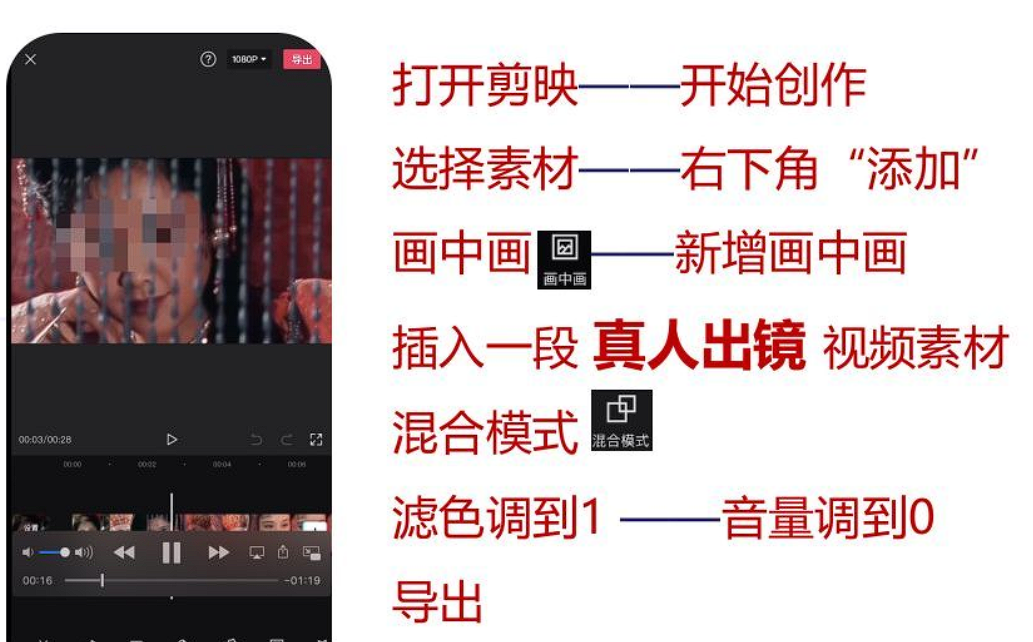 1080P
导出
打开剪映——开始创作
选择素材——右下角“添加”
画中画 画中画 ——新增画中画
插入一段 真人出镜 视频素材
混合模式 混合模式
滤色调到1 ——音量调到0
导出
00:03/00:28
00:00 00:02 00:04 00:06
设置
00:16 -01:19